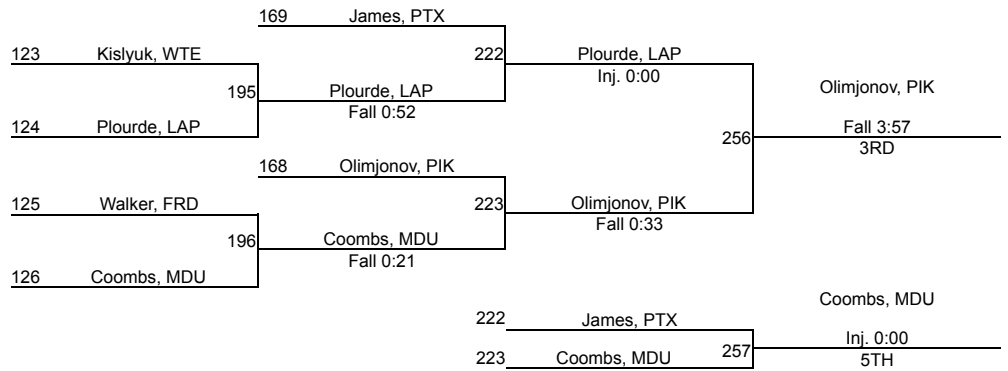 169 James, PTX
123 Kislyuk, WTE
222 Plourde, LAP
Inj. 0:00
195 Plourde, LAP
Fall 0:52
Olimjonov, PIK
124 Plourde, LAP
256 Fall 3:57
3RD
168 Olimjonov, PIK
125 Walker, FRD
223 Olimjonov, PIK
Fall 0:33
196 Coombs, MDU
Fall 0:21
126 Coombs, MDU
Coombs, MDU
222 James, PTX
257 Inj. 0:00
5TH
223 Coombs, MDU